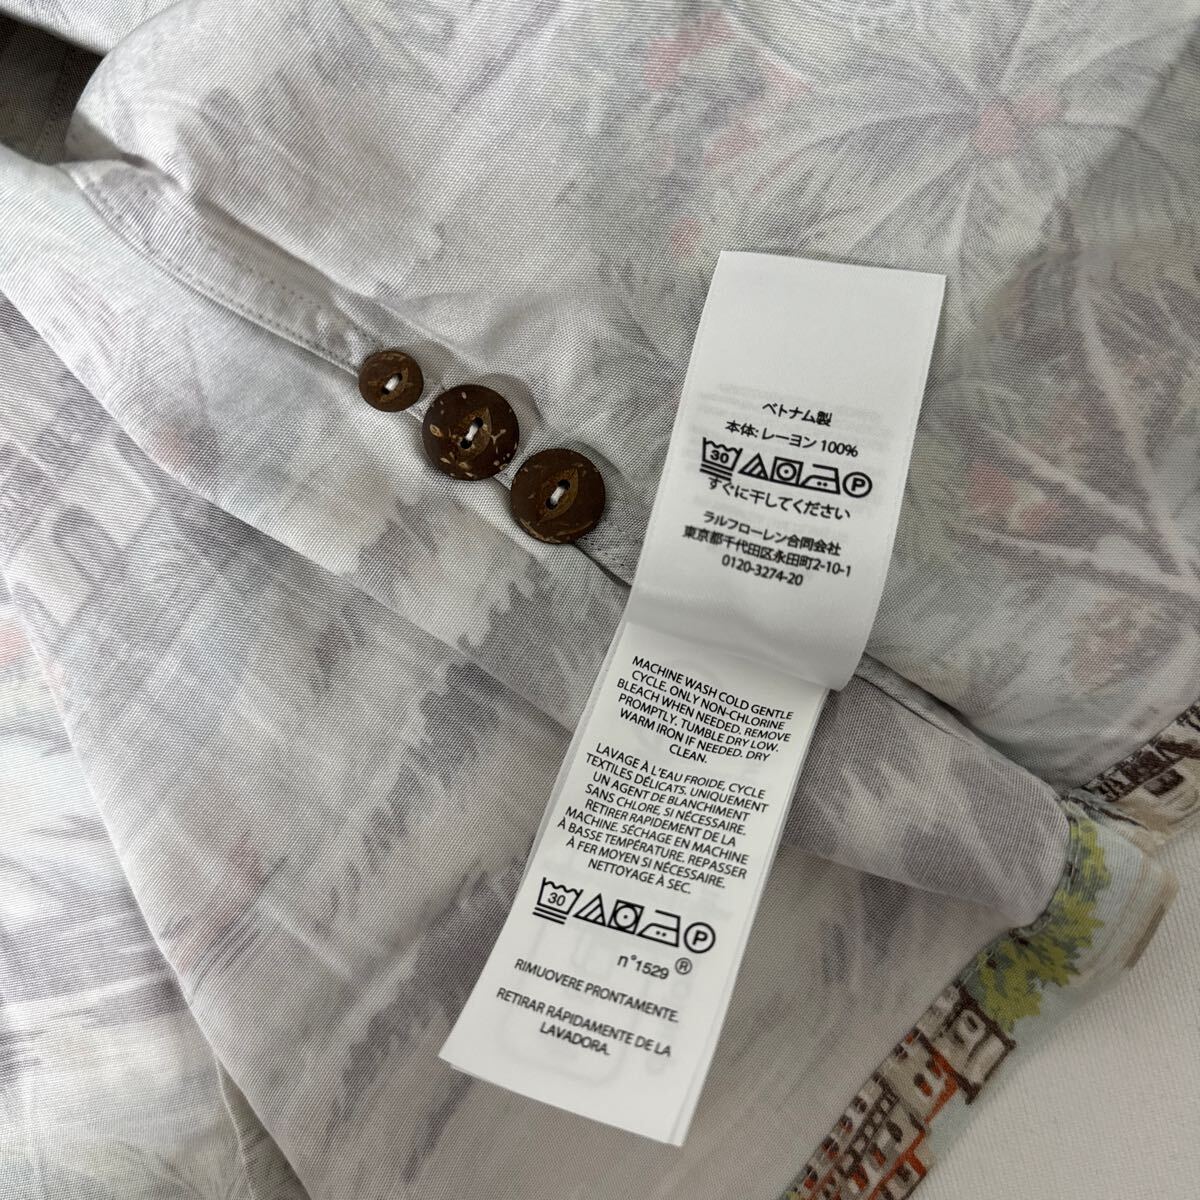 ベトナム製
本体: レーヨン 100%
30 P
すぐに干してください
ラルフローレン合同会社
東京都千代田区永田町2-10-1
0120-3274-20
MACHINE WASH COLD GENTLE
CYCLE. ONLY NON-CHLORINE
BLEACH WHEN NEEDED. REMOVE
PROMPTLY. TUMBLE DRY LOW.
WARM IRON IF NEEDED. DRY
CLEAN.
LAVAGE À L'EAU FROIDE, CYCLE
TEXTILES DÉLICATS. UNIQUEMENT
UN AGENT DE BLANCHIMENT
SANS CHLORE, SI NÉCESSAIRE.
RETIRER RAPIDEMENT DE LA
MACHINE. SÉCHAGE EN MACHINE
À BASSE TEMPÉRATURE. REPASSER
À FER MOYEN SI NÉCESSAIRE.
NETTOYAGE À SEC.
30 P
n°1529 ®
RIMUOVERE PRONTAMENTE.
RETIRAR RÁPIDAMENTE DE LA
LAVADORA.